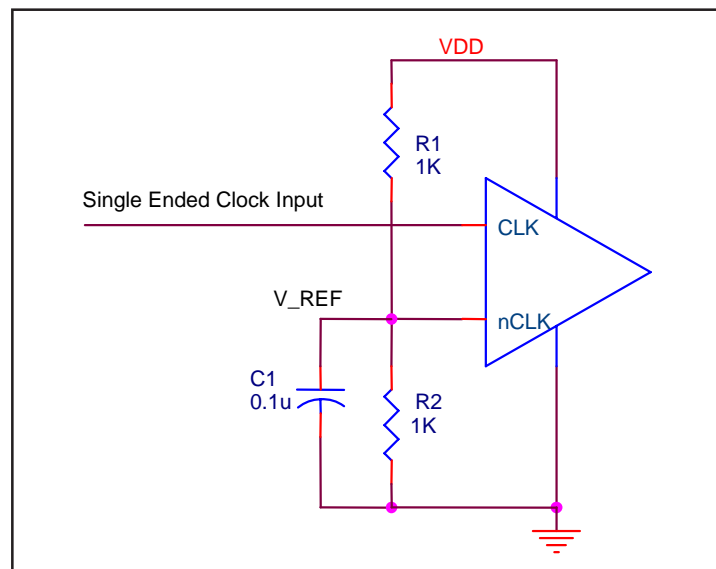 VDD
R1
1K
Single Ended Clock Input
CLK
V_REF
nCLK
C1
0.1u
R2
1K